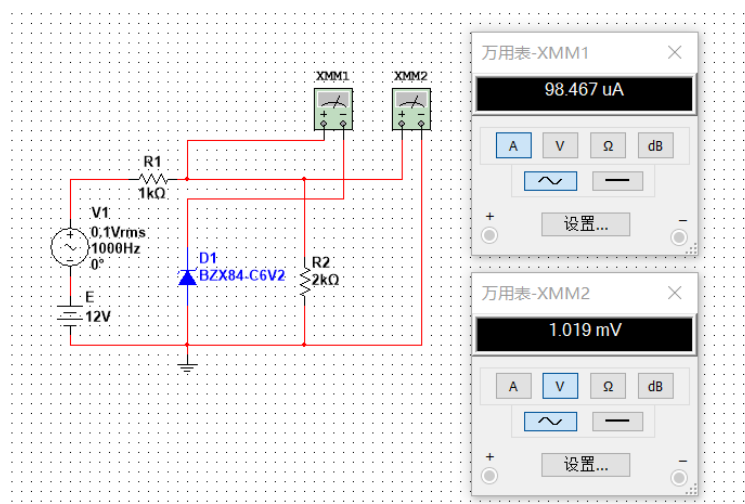 XMM1
XMM2
R1
1kΩ
V1
0.1Vrms
1000Hz
0°
E
12V
D1
BZX84-C6V2
R2
2kΩ
万用表-XMM1
98.467 uA
A V Ω dB
+ 设置... −
万用表-XMM2
1.019 mV
A V Ω dB
+ 设置... −